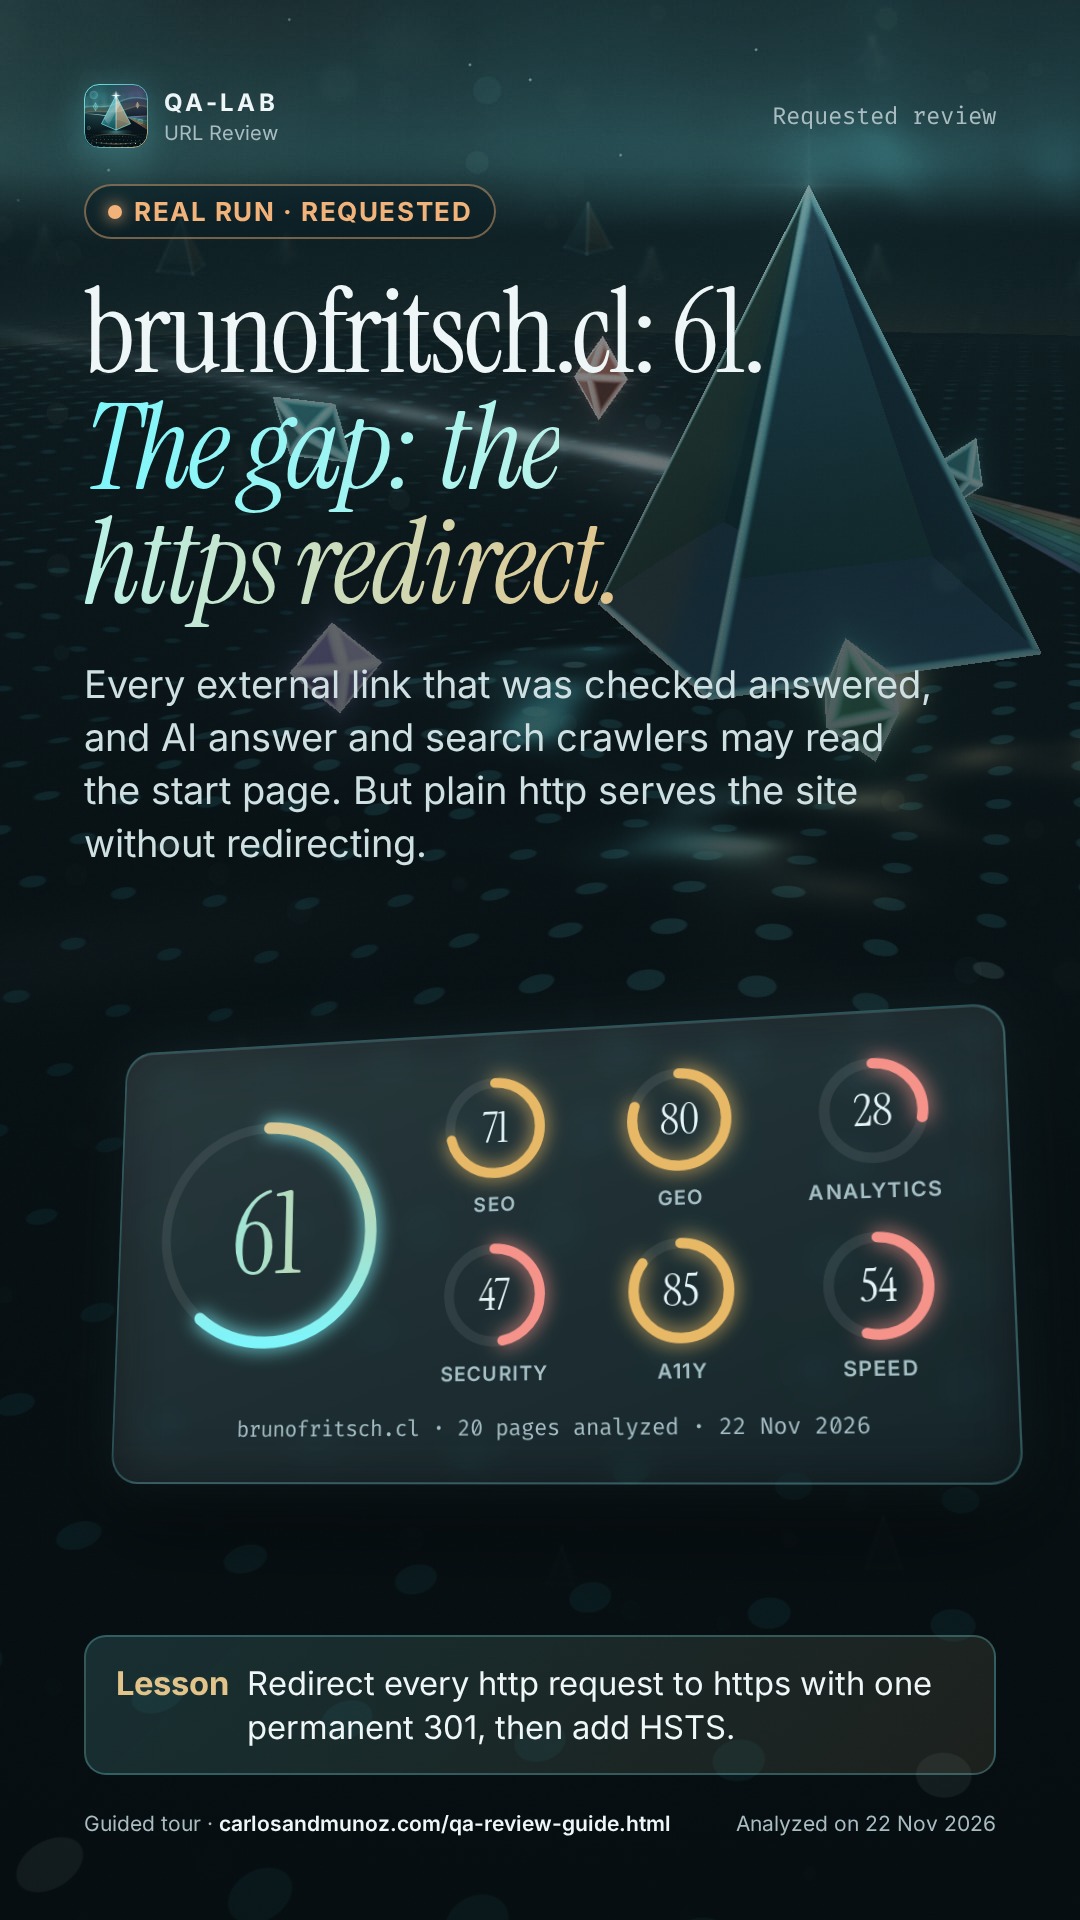 QA-LAB
URL Review
Requested review
REAL RUN · REQUESTED
brunofritsch.cl: 61.
The gap: the
https redirect.
Every external link that was checked answered,
and AI answer and search crawlers may read
the start page. But plain http serves the site
without redirecting.
61
71
SEO
80
GEO
28
ANALYTICS
47
SECURITY
85
A11Y
54
SPEED
brunofritsch.cl · 20 pages analyzed · 22 Nov 2026
Lesson Redirect every http request to https with one
permanent 301, then add HSTS.
Guided tour · carlosandmunoz.com/qa-review-guide.html
Analyzed on 22 Nov 2026